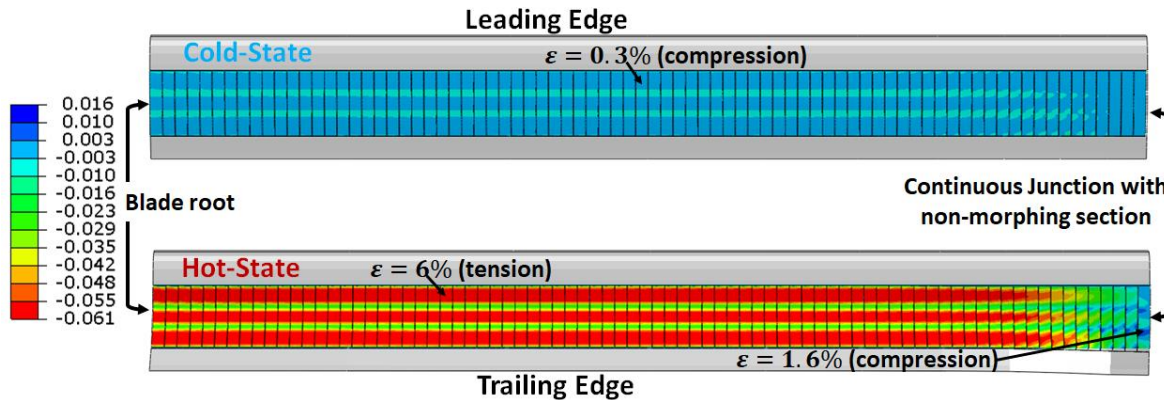 Leading Edge
Cold-State
𝜺 = 0.3% (compression)
0.016
0.010
0.003
-0.003
-0.010
-0.016
-0.023
-0.029
-0.035
-0.042
-0.048
-0.055
-0.061
Blade root
Continuous Junction with
non-morphing section
Hot-State
𝜺 = 6% (tension)
𝜺 = 1.6% (compression)
Trailing Edge